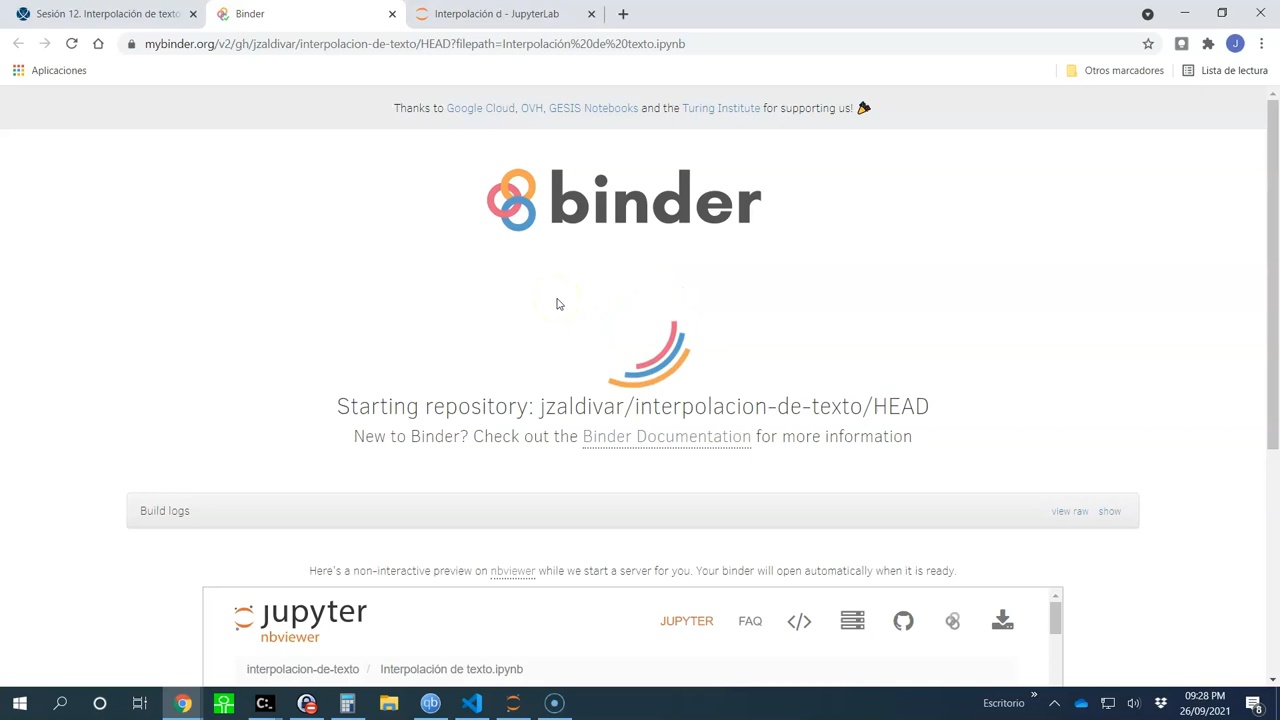 Sesión 12. Interpolación de texto
Binder
Interpolación d - JupyterLab
mybinder.org/v2/gh/jzaldivar/interpolacion-de-texto/HEAD?filepath=Interpolación%20de%20texto.ipynb
J
Aplicaciones
Otros marcadores
Lista de lectura
Thanks to Google Cloud, OVH, GESIS Notebooks and the Turing Institute for supporting us!
binder
Starting repository: jzaldivar/interpolacion-de-texto/HEAD
New to Binder? Check out the Binder Documentation for more information
Build logs
view raw
show
Here's a non-interactive preview on nbviewer while we start a server for you. Your binder will open automatically when it is ready.
jupyter
nbviewer
JUPYTER
FAQ
interpolacion-de-texto / Interpolación de texto.ipynb
Escritorio
09:28 PM
26/09/2021
8